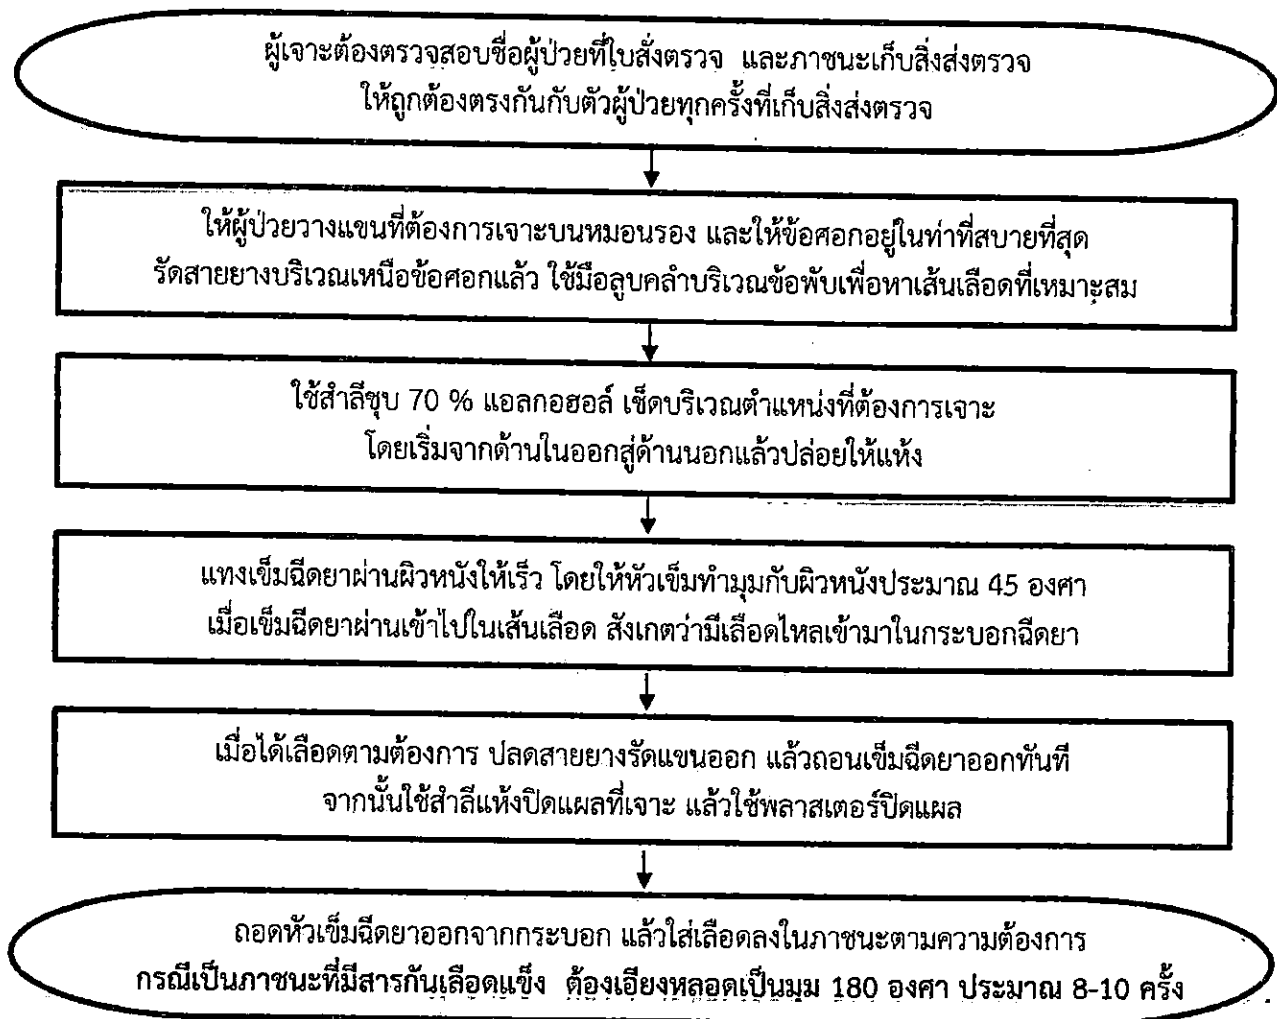 ผู้เจาะต้องตรวจสอบชื่อผู้ป่วยที่ใบสั่งตรวจ และภาชนะเก็บสิ่งส่งตรวจ
ให้ถูกต้องตรงกันกับตัวผู้ป่วยทุกครั้งที่เก็บสิ่งส่งตรวจ
ให้ผู้ป่วยวางแขนที่ต้องการเจาะบนหมอนรอง และให้ข้อศอกอยู่ในท่าที่สบายที่สุด
รัดสายยางบริเวณเหนือข้อศอกแล้ว ใช้มือลูบคลำบริเวณข้อพับเพื่อหาเส้นเลือดที่เหมาะสม
ใช้สำลีชุบ 70 % แอลกอฮอล์ เช็ดบริเวณตำแหน่งที่ต้องการเจาะ
โดยเริ่มจากด้านในออกสู่ด้านนอกแล้วปล่อยให้แห้ง
แทงเข็มฉีดยาผ่านผิวหนังให้เร็ว โดยให้หัวเข็มทำมุมกับผิวหนังประมาณ 45 องศา
เมื่อเข็มฉีดยาผ่านเข้าไปในเส้นเลือด สังเกตว่ามีเลือดไหลเข้ามาในกระบอกฉีดยา
เมื่อได้เลือดตามต้องการ ปลดสายยางรัดแขนออก แล้วถอนเข็มฉีดยาออกทันที
จากนั้นใช้สำลีแห้งปิดแผลที่เจาะ แล้วใช้พลาสเตอร์ปิดแผล
ถอดหัวเข็มฉีดยาออกจากกระบอก แล้วใส่เลือดลงในภาชนะตามความต้องการ
กรณีเป็นภาชนะที่มีสารกันเลือดแข็ง ต้องเอียงหลอดเป็นมุม 180 องศา ประมาณ 8-10 ครั้ง